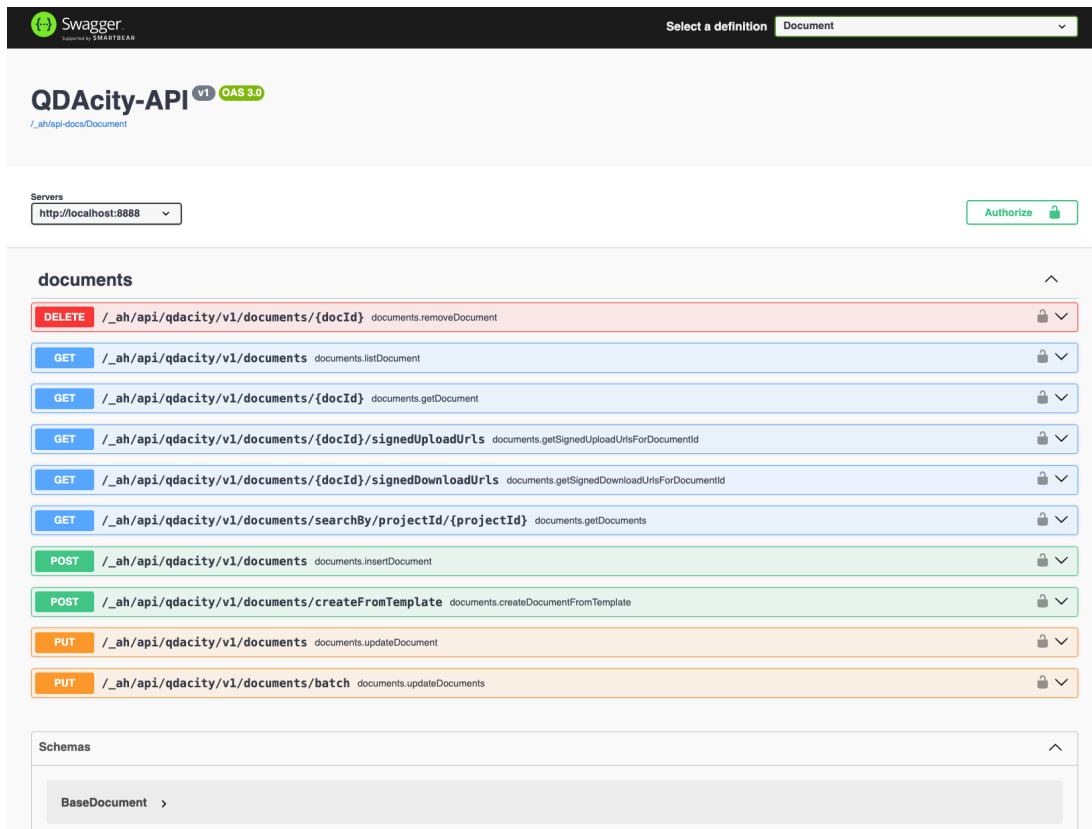 Swagger
Supported by SMARTBEAR
Select a definition Document
QDAcity-API v1 OAS 3.0
/_ah/api-docs/Document
Servers
http://localhost:8888
Authorize
documents
DELETE /_ah/api/qdacity/v1/documents/{docId} documents.removeDocument
GET /_ah/api/qdacity/v1/documents documents.listDocument
GET /_ah/api/qdacity/v1/documents/{docId} documents.getDocument
GET /_ah/api/qdacity/v1/documents/{docId}/signedUploadUrls documents.getSignedUploadUrlsForDocumentId
GET /_ah/api/qdacity/v1/documents/{docId}/signedDownloadUrls documents.getSignedDownloadUrlsForDocumentId
GET /_ah/api/qdacity/v1/documents/searchBy/projectId/{projectId} documents.getDocuments
POST /_ah/api/qdacity/v1/documents documents.insertDocument
POST /_ah/api/qdacity/v1/documents/createFromTemplate documents.createDocumentFromTemplate
PUT /_ah/api/qdacity/v1/documents documents.updateDocument
PUT /_ah/api/qdacity/v1/documents/batch documents.updateDocuments
Schemas
BaseDocument